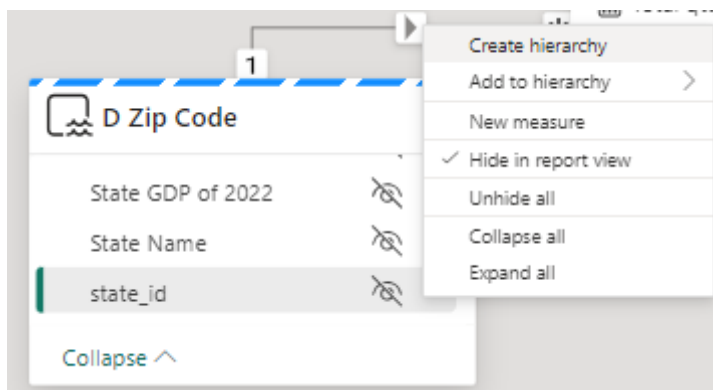 Create hierarchy
1
Add to hierarchy
D Zip Code
New measure
Hide in report view
State GDP of 2022
Unhide all
State Name
Collapse all
state_id
Expand all
Collapse